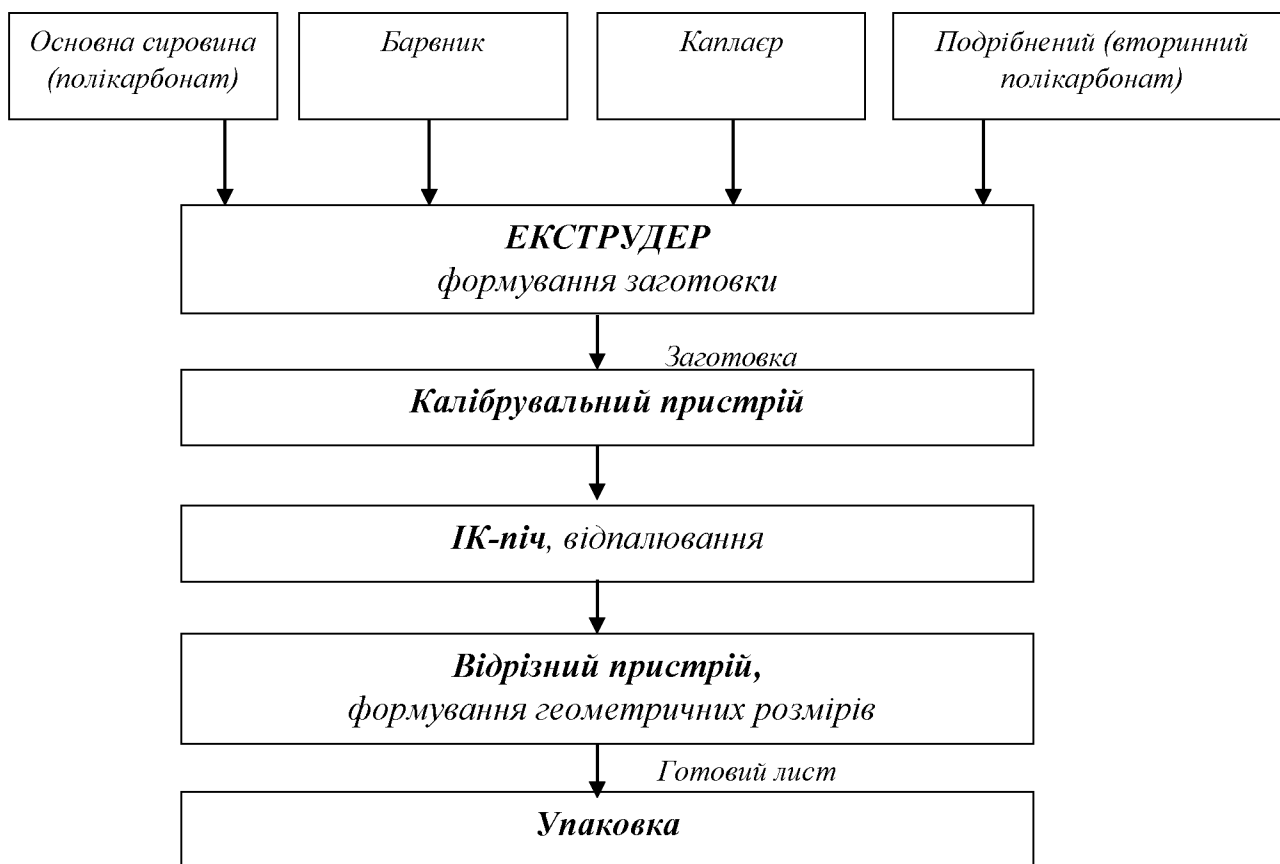 Основна сировина
(полікарбонат)
Барвник
Каплаєр
Подрібнений (вторинний
полікарбонат)
ЕКСТРУДЕР
формування заготовки
Заготовка
Калібрувальний пристрій
ІК-піч, відпалювання
Відрізний пристрій,
формування геометричних розмірів
Готовий лист
Упаковка